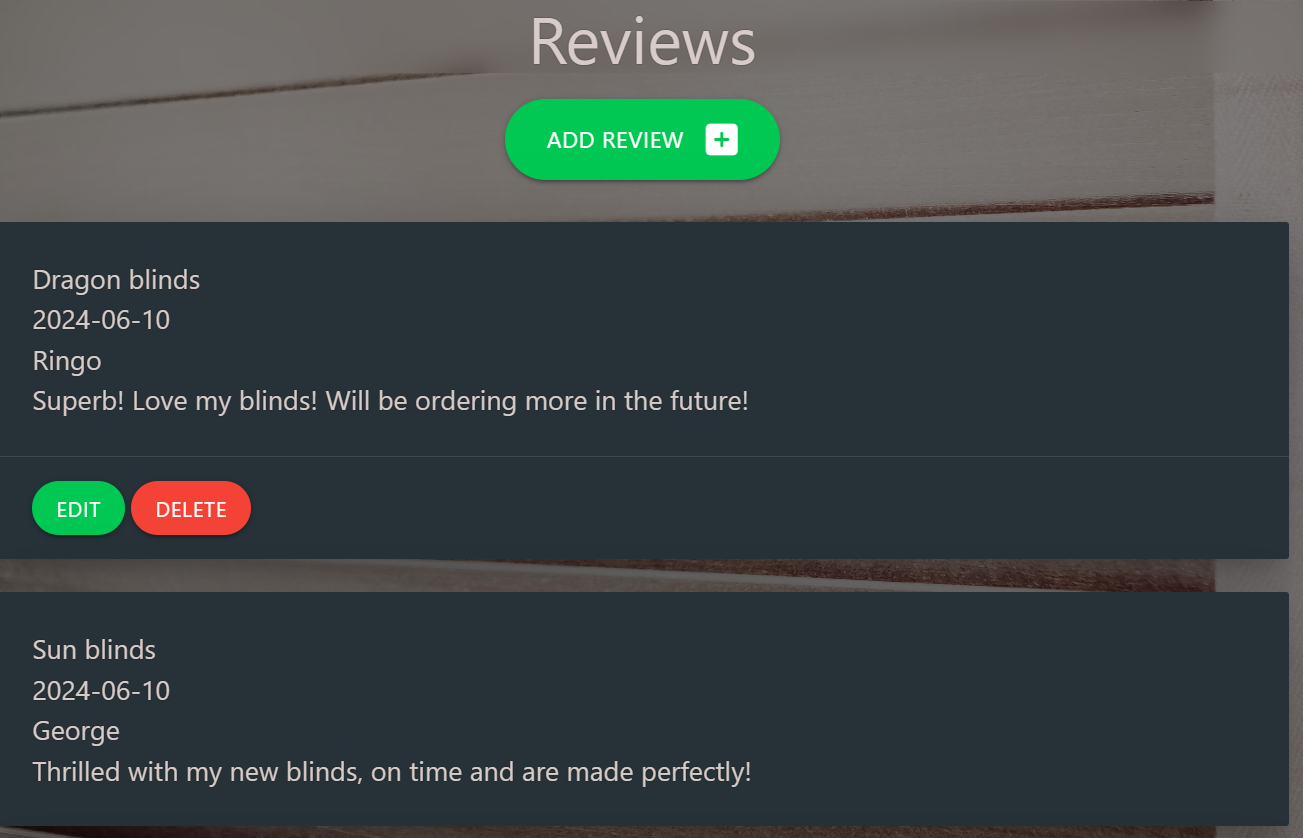 Reviews
ADD REVIEW
Dragon blinds
2024-06-10
Ringo
Superb! Love my blinds! Will be ordering more in the future!
EDIT DELETE
Sun blinds
2024-06-10
George
Thrilled with my new blinds, on time and are made perfectly!